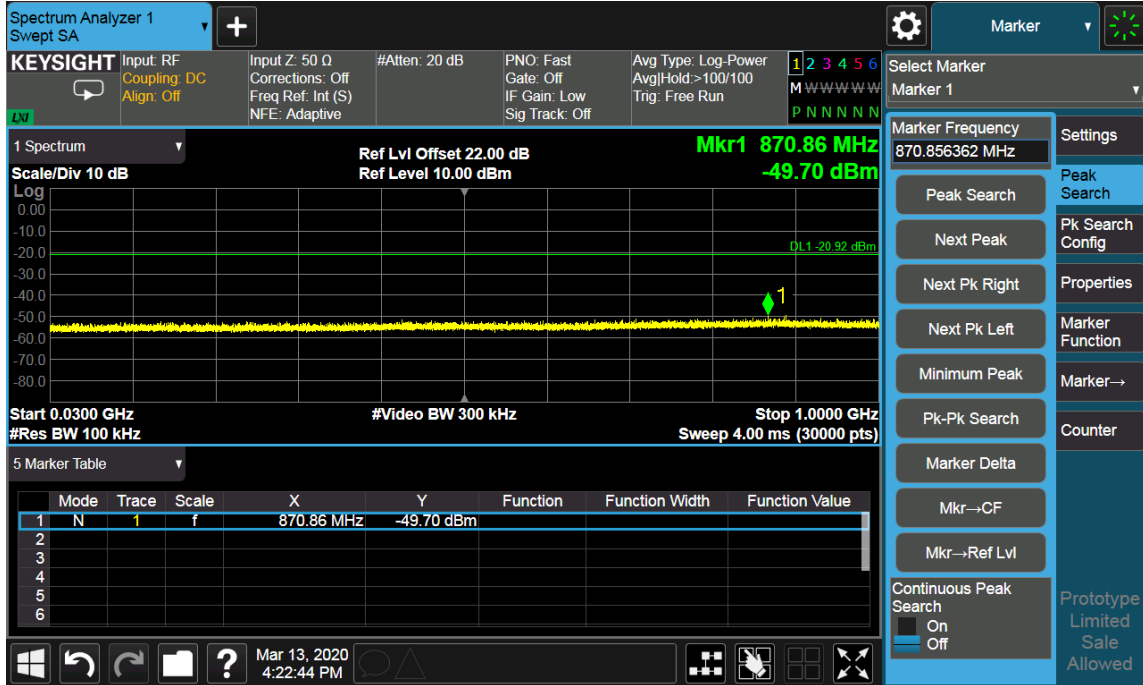 Spectrum Analyzer 1
Swept SA
Marker
KEYSIGHT
Input: RF
Coupling: DC
Align: Off
Input Z: 50 Ω
Corrections: Off
Freq Ref: Int (S)
NFE: Adaptive
#Atten: 20 dB
PNO: Fast
Gate: Off
IF Gain: Low
Sig Track: Off
Avg Type: Log-Power
Avg|Hold:>100/100
Trig: Free Run
1 2 3 4 5 6
M W W W W W
P N N N N N
LXI
Select Marker
Marker 1
1 Spectrum
Scale/Div 10 dB
Ref Lvl Offset 22.00 dB
Ref Level 10.00 dBm
Mkr1 870.86 MHz
-49.70 dBm
Log
0.00
-10.0
-20.0
-30.0
-40.0
-50.0
-60.0
-70.0
-80.0
DL1 -20.92 dBm
1
Start 0.0300 GHz
#Video BW 300 kHz
Stop 1.0000 GHz
#Res BW 100 kHz
Sweep 4.00 ms (30000 pts)
5 Marker Table
Mode Trace Scale X Y Function Function Width Function Value
1 N 1 f 870.86 MHz -49.70 dBm
2
3
4
5
6
Marker Frequency
870.856362 MHz
Peak Search
Next Peak
Next Pk Right
Next Pk Left
Minimum Peak
Pk-Pk Search
Marker Delta
Mkr→CF
Mkr→Ref Lvl
Continuous Peak
Search
On
Off
Settings
Peak
Search
Pk Search
Config
Properties
Marker
Function
Marker→
Counter
Prototype
Limited
Sale
Allowed
?
Mar 13, 2020
4:22:44 PM